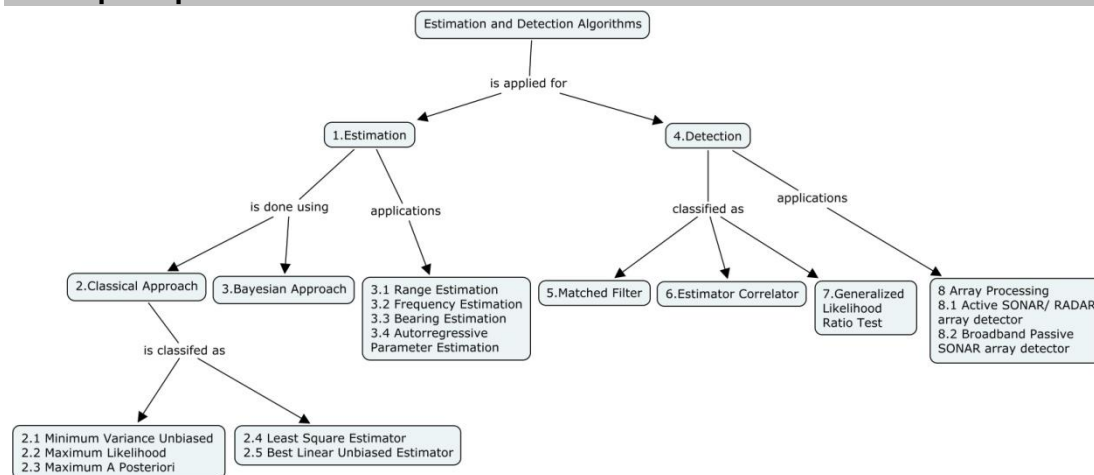 Estimation and Detection Algorithms
is applied for
1.Estimation
4.Detection
is done using
applications
classified as
applications
2.Classical Approach
3.Bayesian Approach
3.1 Range Estimation
3.2 Frequency Estimation
3.3 Bearing Estimation
3.4 Autorregressive
Parameter Estimation
5.Matched Filter
6.Estimator Correlator
7.Generalized
Likelihood
Ratio Test
8 Array Processing
8.1 Active SONAR/ RADAR
array detector
8.2 Broadband Passive
SONAR array detector
is classifed as
2.1 Minimum Variance Unbiased
2.2 Maximum Likelihood
2.3 Maximum A Posteriori
2.4 Least Square Estimator
2.5 Best Linear Unbiased Estimator